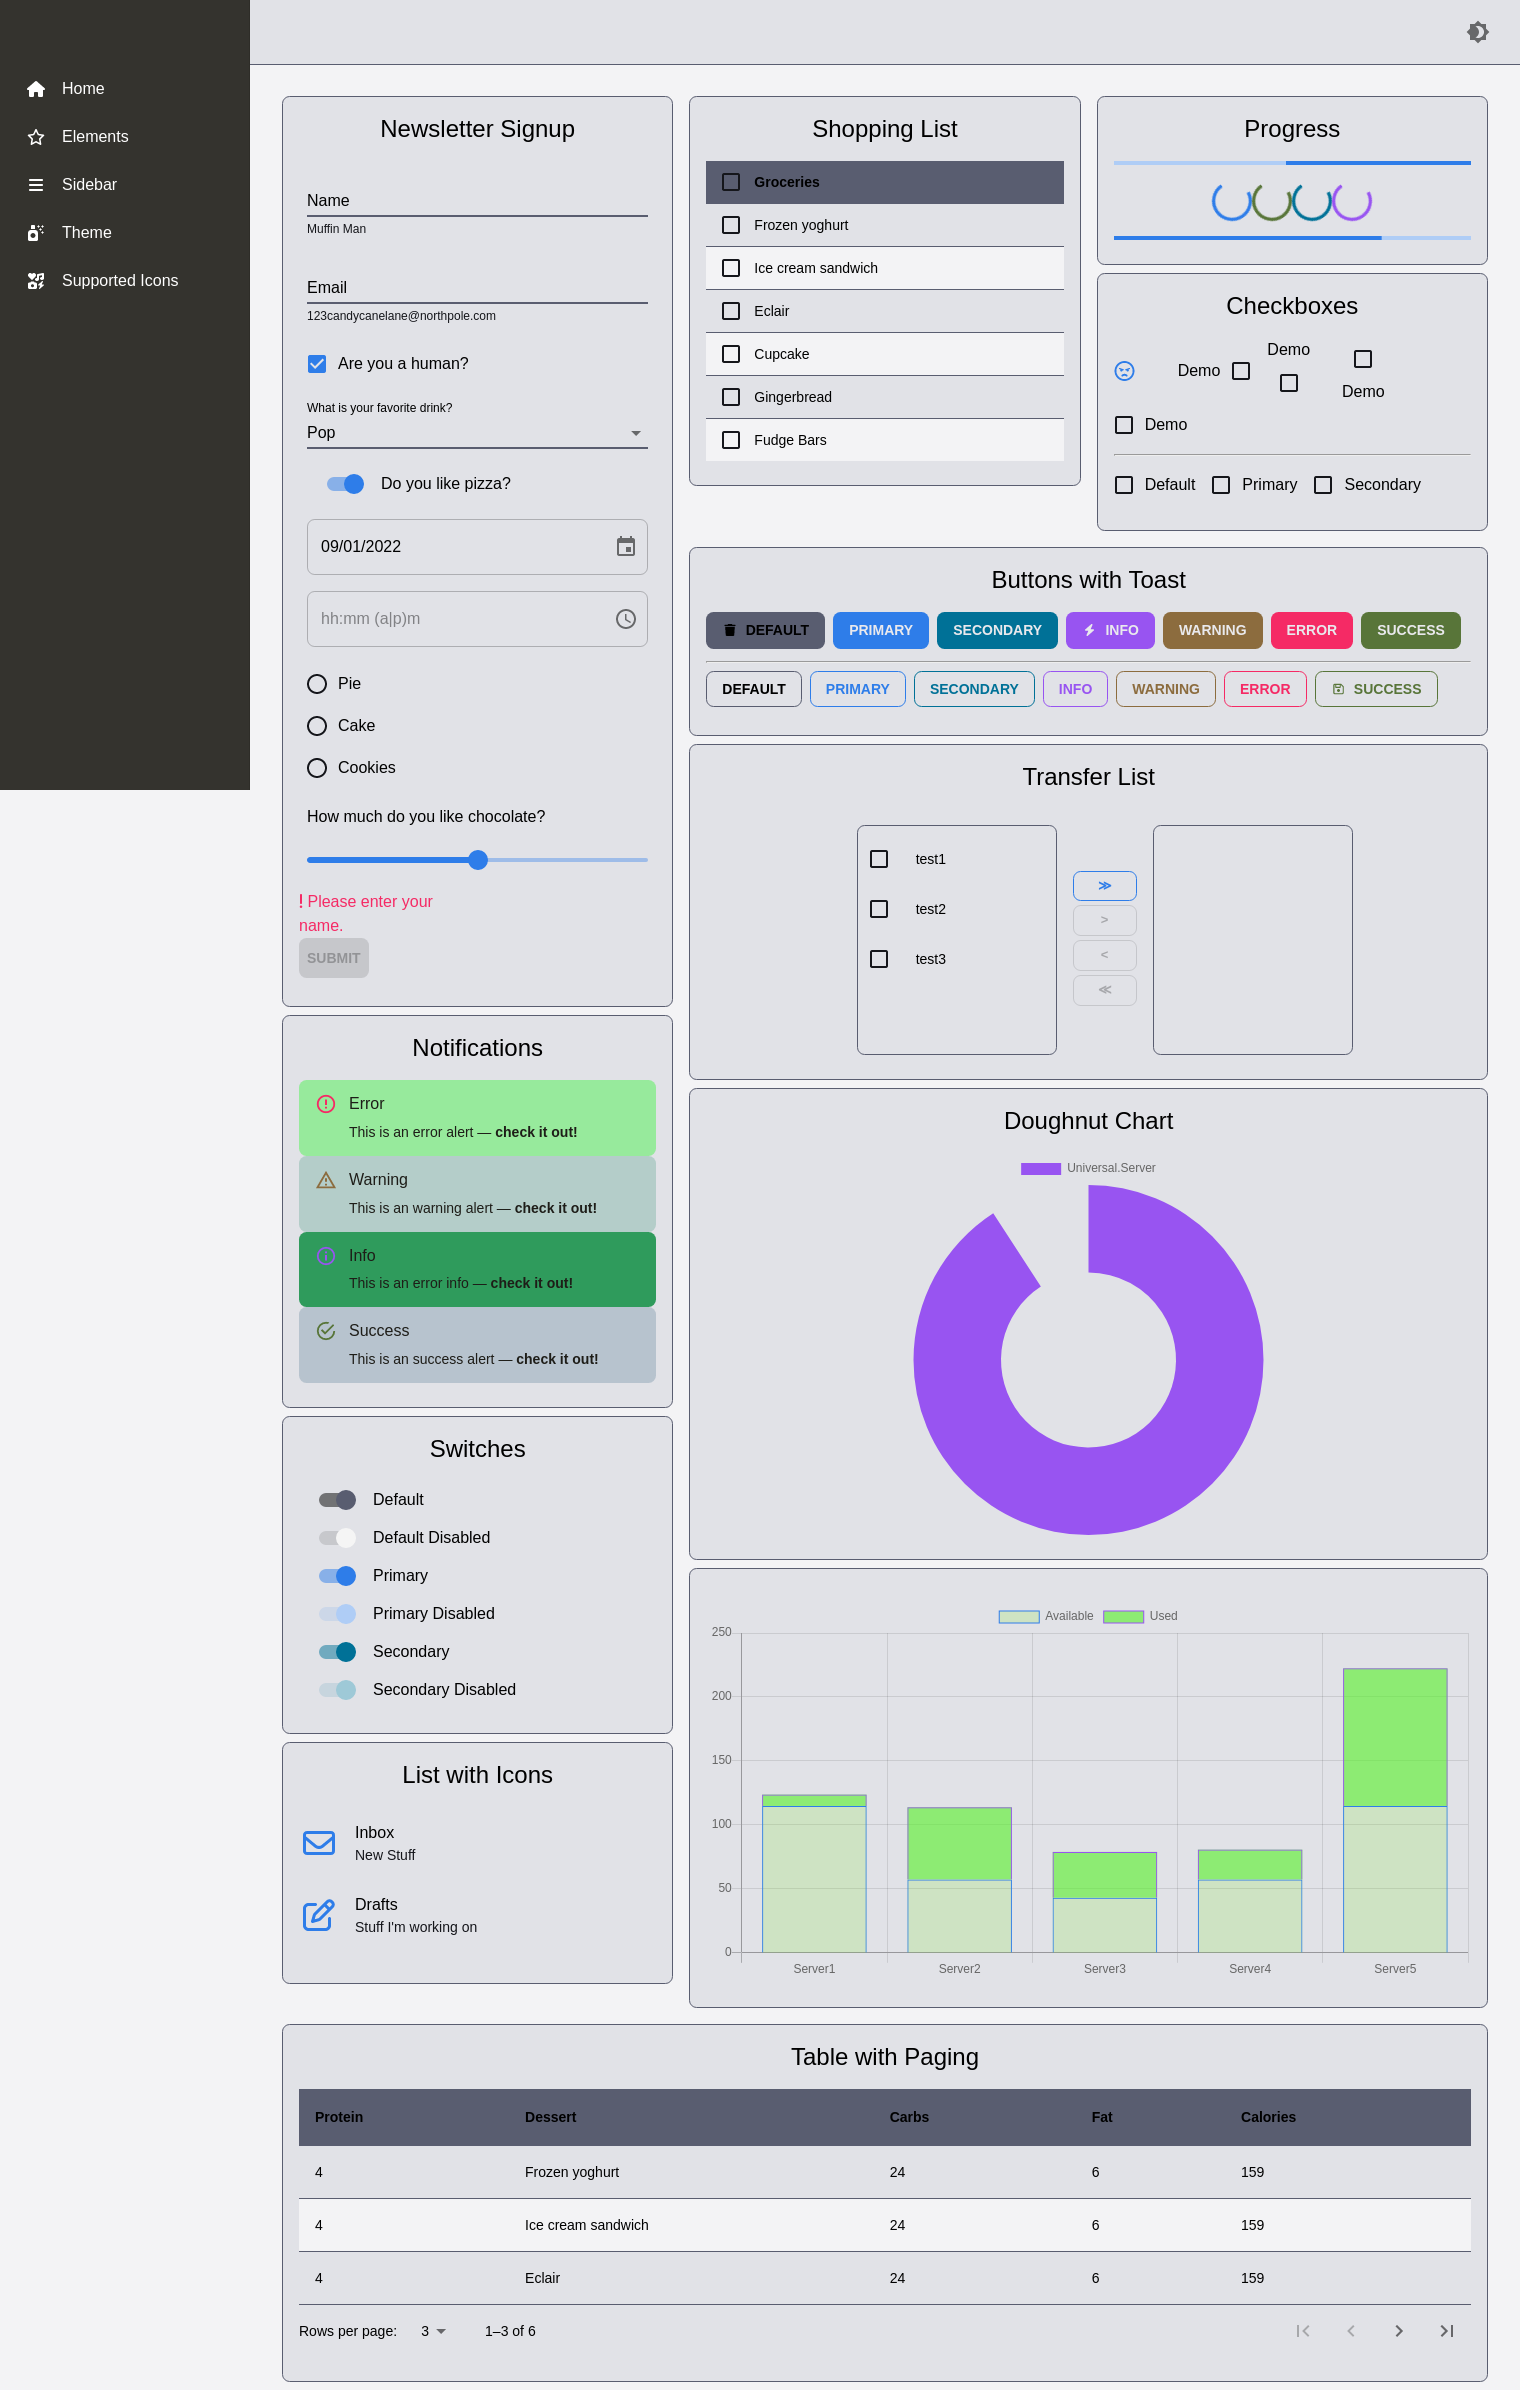 Home
Elements
Sidebar
Theme
Supported Icons
Newsletter Signup
Name
Muffin Man
Email
123candycanelane@northpole.com
Are you a human?
What is your favorite drink?
Pop
Do you like pizza?
09/01/2022
hh:mm (a|p)m
Pie
Cake
Cookies
How much do you like chocolate?
! Please enter your
name.
SUBMIT
Notifications
Error
This is an error alert — check it out!
Warning
This is an warning alert — check it out!
Info
This is an error info — check it out!
Success
This is an success alert — check it out!
Switches
Default
Default Disabled
Primary
Primary Disabled
Secondary
Secondary Disabled
List with Icons
Inbox
New Stuff
Drafts
Stuff I'm working on
Shopping List
Groceries
Frozen yoghurt
Ice cream sandwich
Eclair
Cupcake
Gingerbread
Fudge Bars
Progress
Checkboxes
Demo
Demo
Demo
Demo
Default Primary Secondary
Buttons with Toast
DEFAULT PRIMARY SECONDARY INFO WARNING ERROR SUCCESS
DEFAULT PRIMARY SECONDARY INFO WARNING ERROR SUCCESS
Transfer List
test1
test2
test3
≫
>
<
≪
Doughnut Chart
Universal.Server
Available Used
250
200
150
100
50
0
Server1 Server2 Server3 Server4 Server5
Table with Paging
Protein Dessert Carbs Fat Calories
4 Frozen yoghurt 24 6 159
4 Ice cream sandwich 24 6 159
4 Eclair 24 6 159
Rows per page: 3 1–3 of 6